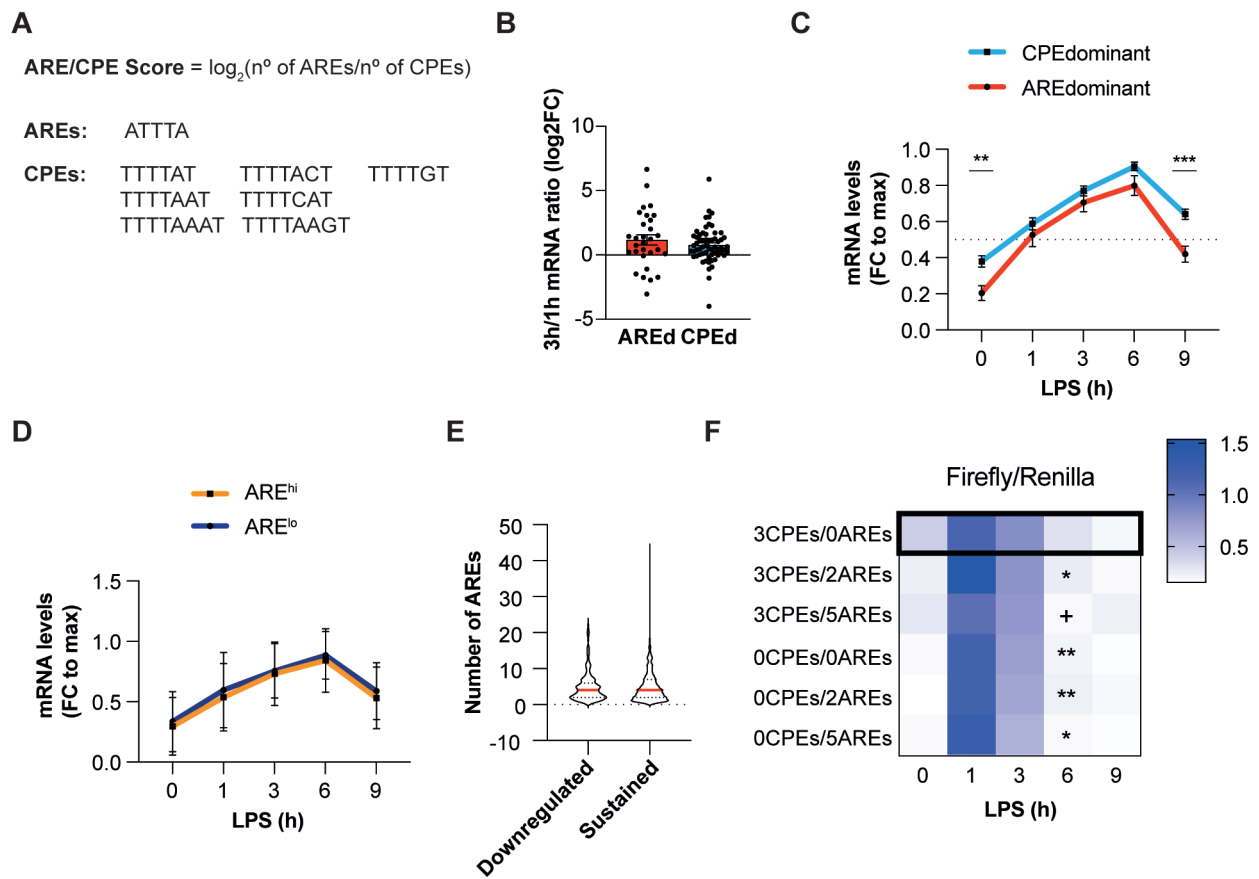 A
ARE/CPE Score = log2(nº of AREs/nº of CPEs)
AREs: ATTTA
CPEs: TTTTAT TTTTACT TTTTGT
TTTTAAT TTTTCAT
TTTTAAAT TTTTAAGT
B
3h/1h mRNA ratio (log2FC)
10
5
0
-5
AREd CPEd
C
CPEdominant
AREdominant
mRNA levels
(FC to max)
1.0
0.8
0.6
0.4
0.2
0.0
**
***
0 1 3 6 9
LPS (h)
D
AREhi
ARElo
mRNA levels
(FC to max)
1.5
1.0
0.5
0.0
0 1 3 6 9
LPS (h)
E
Number of AREs
50
40
30
20
10
0
-10
Downregulated
Sustained
F
Firefly/Renilla
1.5
1.0
0.5
3CPEs/0AREs
3CPEs/2AREs *
3CPEs/5AREs +
0CPEs/0AREs **
0CPEs/2AREs **
0CPEs/5AREs *
0 1 3 6 9
LPS (h)